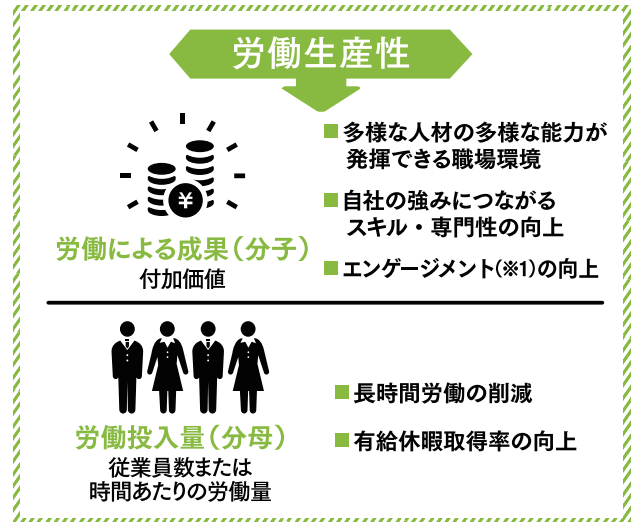 労働生産性
¥
労働による成果（分子）
付加価値
■多様な人材の多様な能力が
発揮できる職場環境
■自社の強みにつながる
スキル・専門性の向上
■エンゲージメント(※1)の向上
労働投入量（分母）
従業員数または
時間あたりの労働量
■長時間労働の削減
■有給休暇取得率の向上